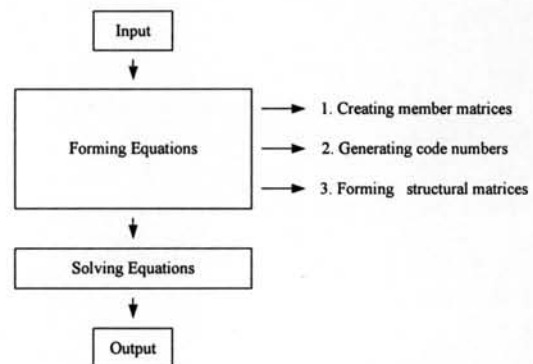 Input
Forming Equations
1. Creating member matrices
2. Generating code numbers
3. Forming structural matrices
Solving Equations
Output